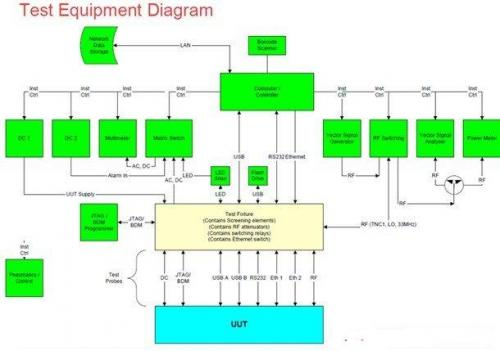 Test Equipment Diagram
Network
Data
Storage
LAN
Barcode
Scanner
Computer /
Controller
Inst
Ctrl
Inst
Ctrl
Inst
Ctrl
Inst
Ctrl
Inst
Ctrl
Inst
Ctrl
Inst
Ctrl
DC 1
DC 2
Multimeter
Matrix Switch
Vector Signal
Generator
RF Switching
Vector Signal
Analyser
Power Meter
USB
RS232
Ethernet
AC, DC
Alarm In
AC, DC
LED
LED
Drive
Flash
Drive
LED
USB
RF
RF
RF
UUT Supply
JTAG /
BDM
Programmer
JTAG/
BDM
Test Fixture
(Contains Screening elements)
(Contains RF attenuators)
(Contains switching relays)
(Contains Ethernet switch)
RF (TNC1, LO, 33MHz)
Inst
Ctrl
Pneumatics /
Control
Test
Probes
DC
JTAG/
BDM
USB A
USB B
RS232
Eth 1
Eth 2
RF
UUT